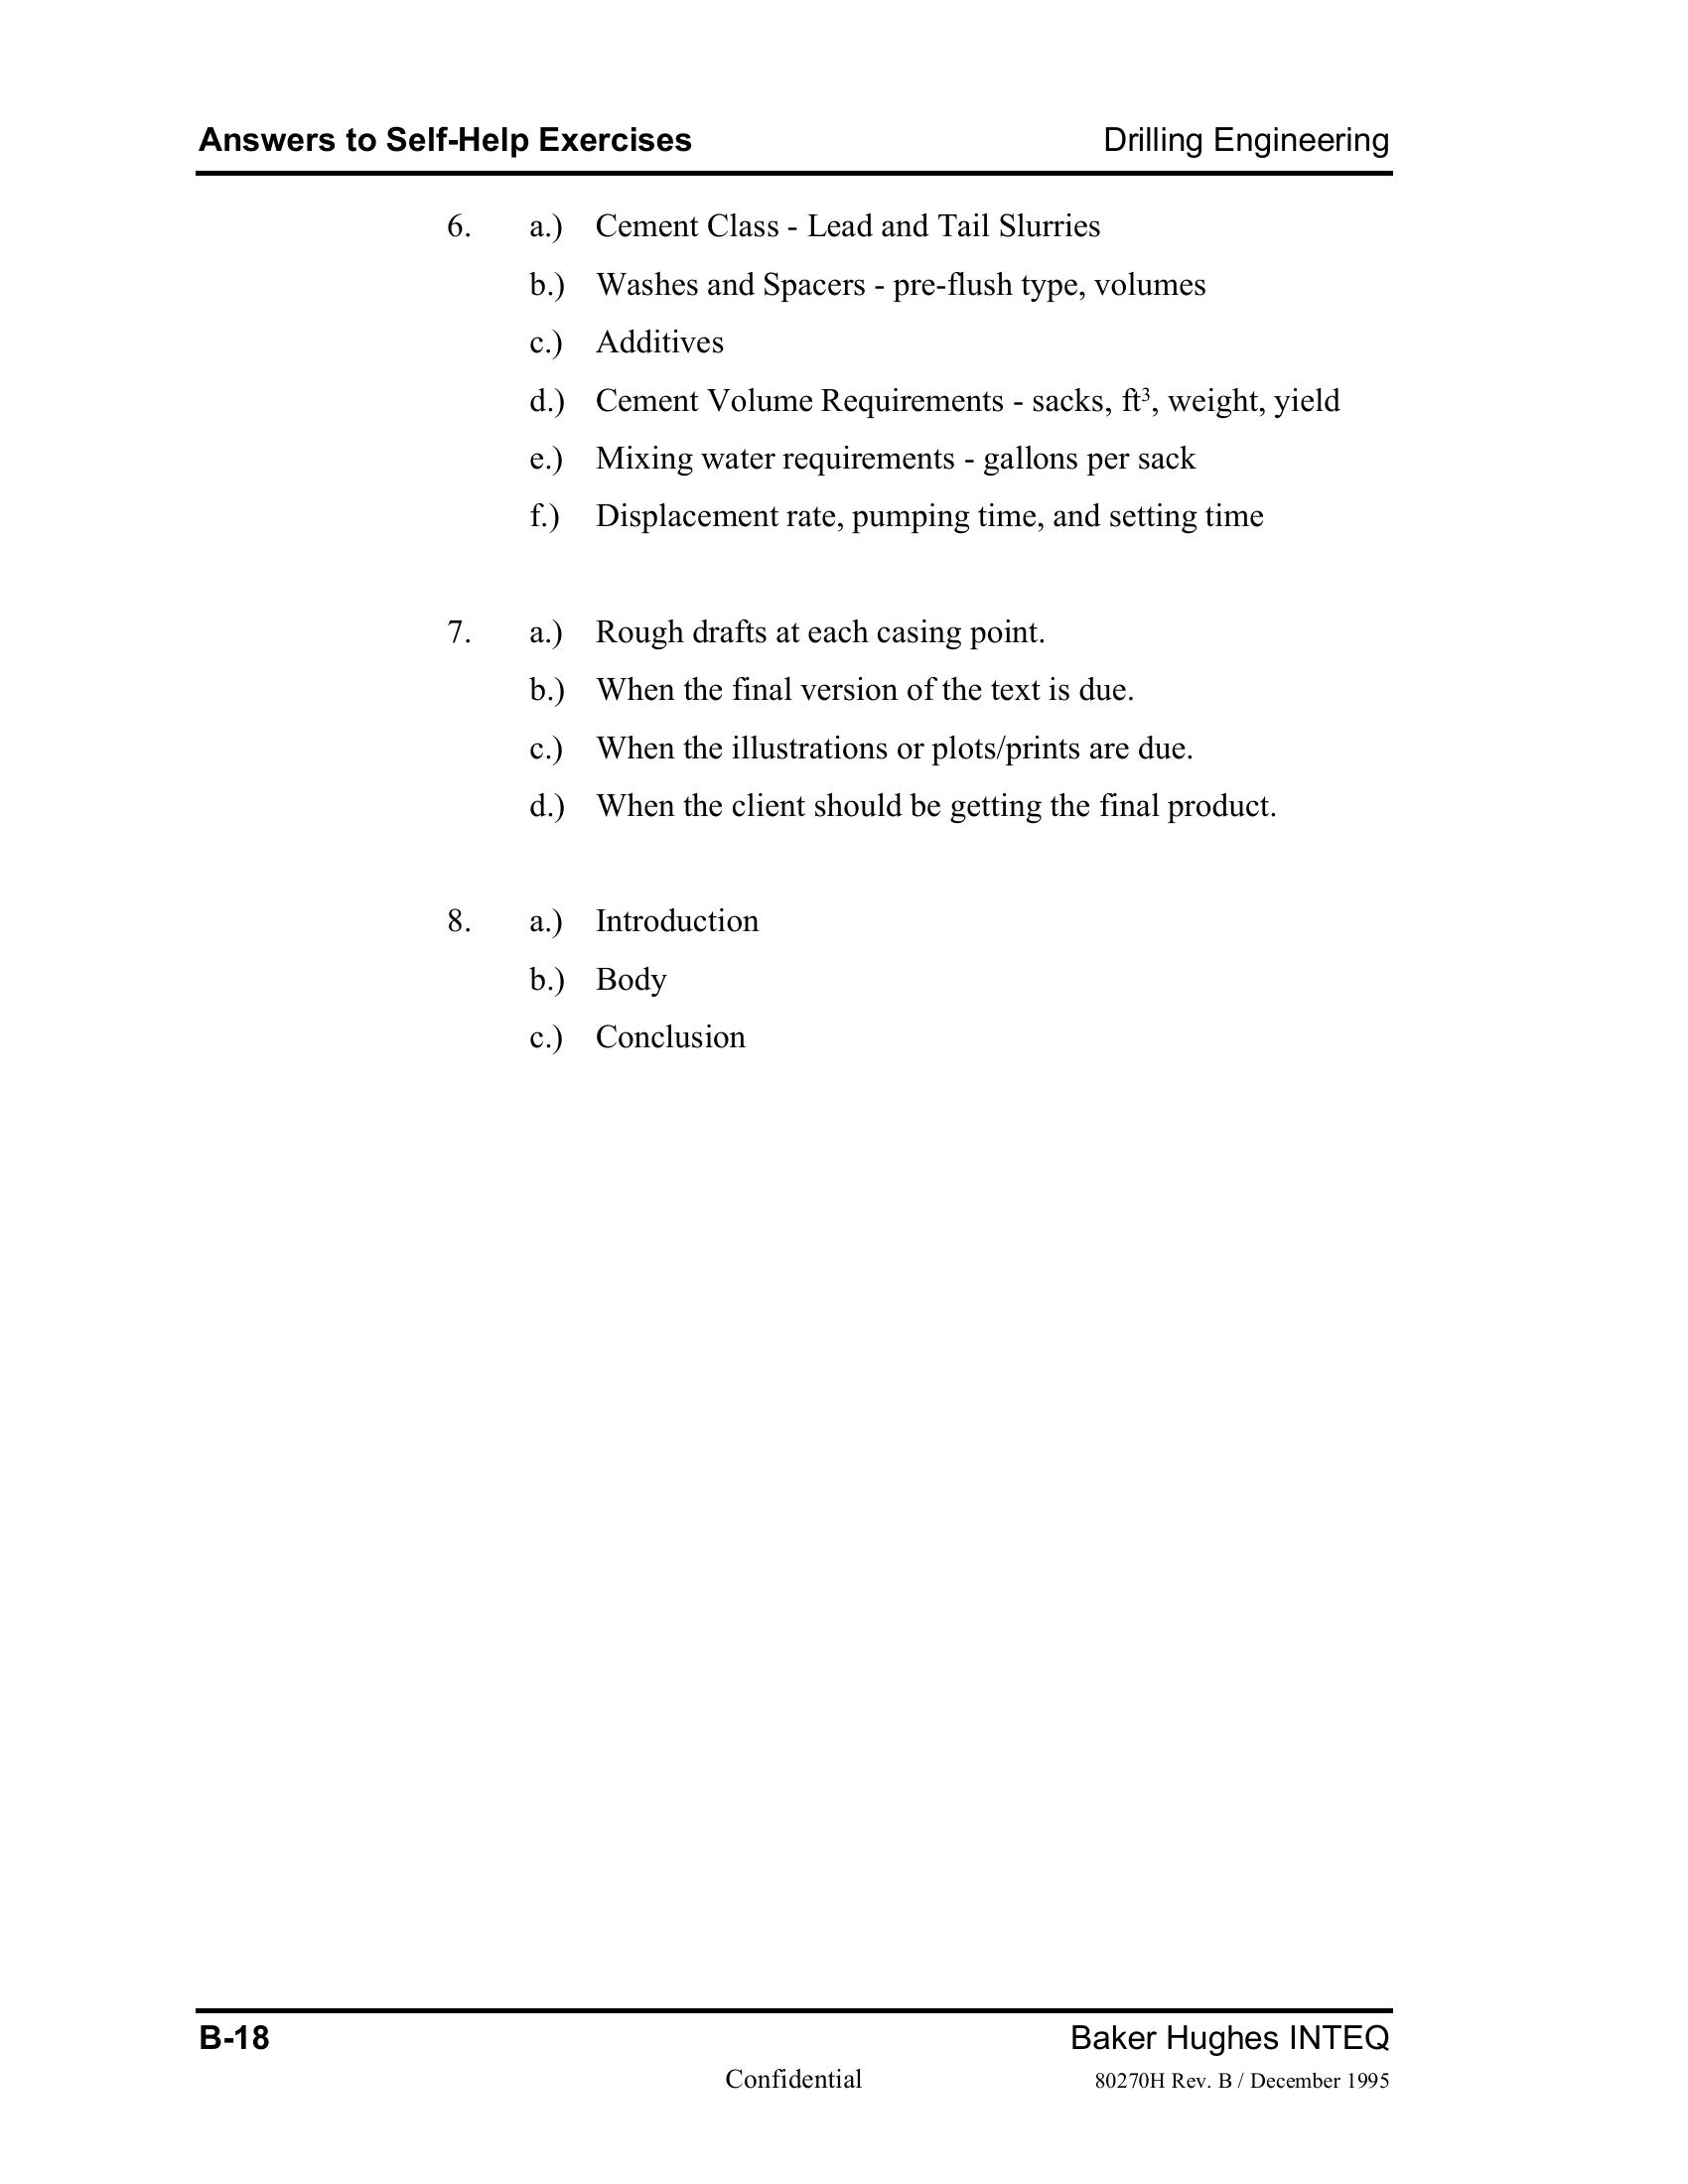 Answers to Self-Help Exercises Drilling Engineering
6. a.) Cement Class - Lead and Tail Slurries
b.) Washes and Spacers - pre-flush type, volumes
c.) Additives
d.) Cement Volume Requirements - sacks, ft³, weight, yield
e.) Mixing water requirements - gallons per sack
f.) Displacement rate, pumping time, and setting time
7. a.) Rough drafts at each casing point.
b.) When the final version of the text is due.
c.) When the illustrations or plots/prints are due.
d.) When the client should be getting the final product.
8. a.) Introduction
b.) Body
c.) Conclusion
B-18 Baker Hughes INTEQ
Confidential 80270H Rev. B / December 1995